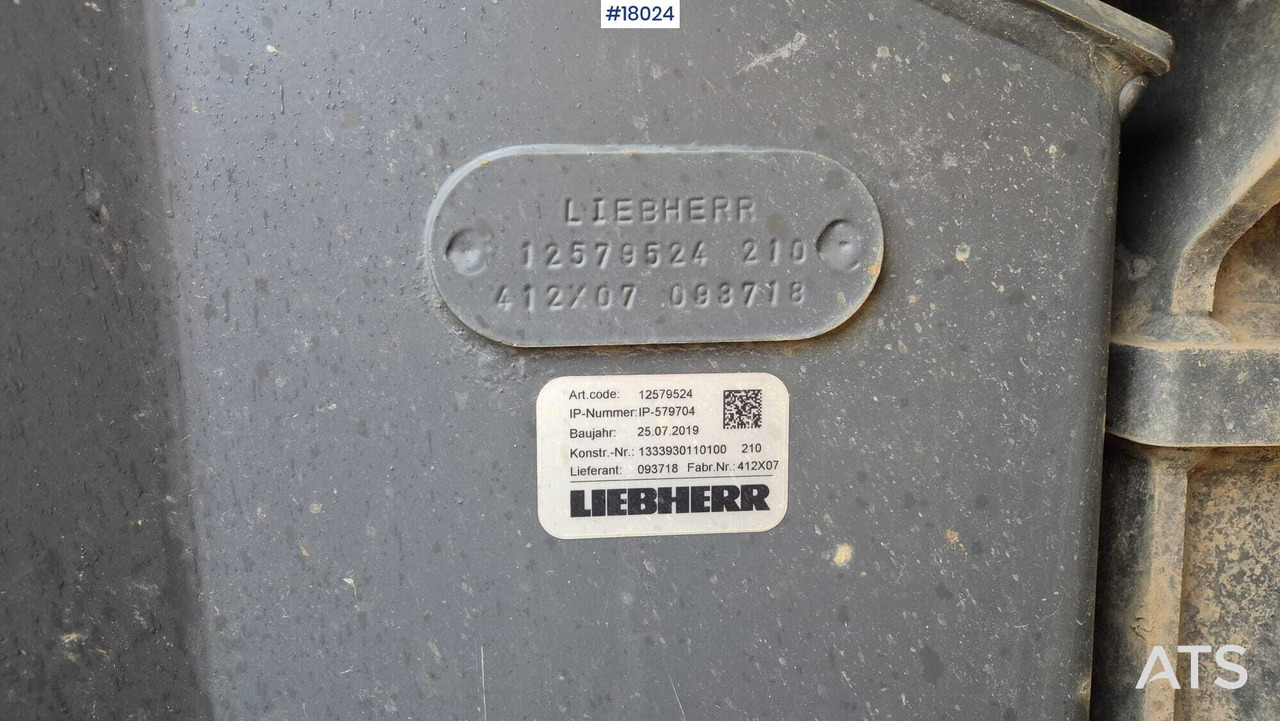 #18024
LIEBHERR
12579524 210
412X07 093718
Art.code: 12579524
IP-Nummer: IP-579704
Baujahr: 25.07.2019
Konstr.-Nr.: 1333930110100 210
Lieferant: 093718 Fabr.Nr.: 412X07
LIEBHERR
ATS